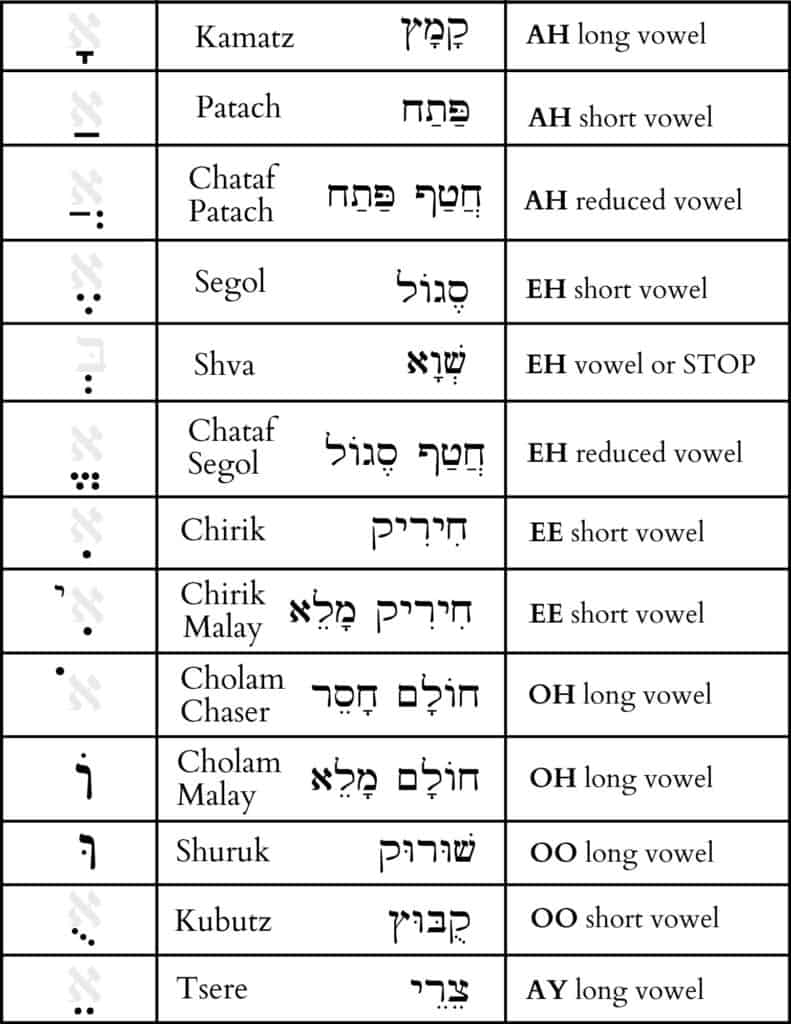 אָ Kamatz קָמָץ AH long vowel
אַ Patach פַּתַח AH short vowel
אֲ Chataf
Patach חֲטַף פַּתַח AH reduced vowel
אֶ Segol סֶגוֹל EH short vowel
בְּ Shva שְׁוָא EH vowel or STOP
אֱ Chataf
Segol חֲטַף סֶגוֹל EH reduced vowel
אִ Chirik חִירִיק EE short vowel
אִי Chirik
Malay חִירִיק מָלֵא EE short vowel
אֹ Cholam
Chaser חוֹלָם חָסֵר OH long vowel
וֹ Cholam
Malay חוֹלָם מָלֵא OH long vowel
וּ Shuruk שׁוּרוּק OO long vowel
אֻ Kubutz קֻבּוּץ OO short vowel
אֵ Tsere צֵרֵי AY long vowel